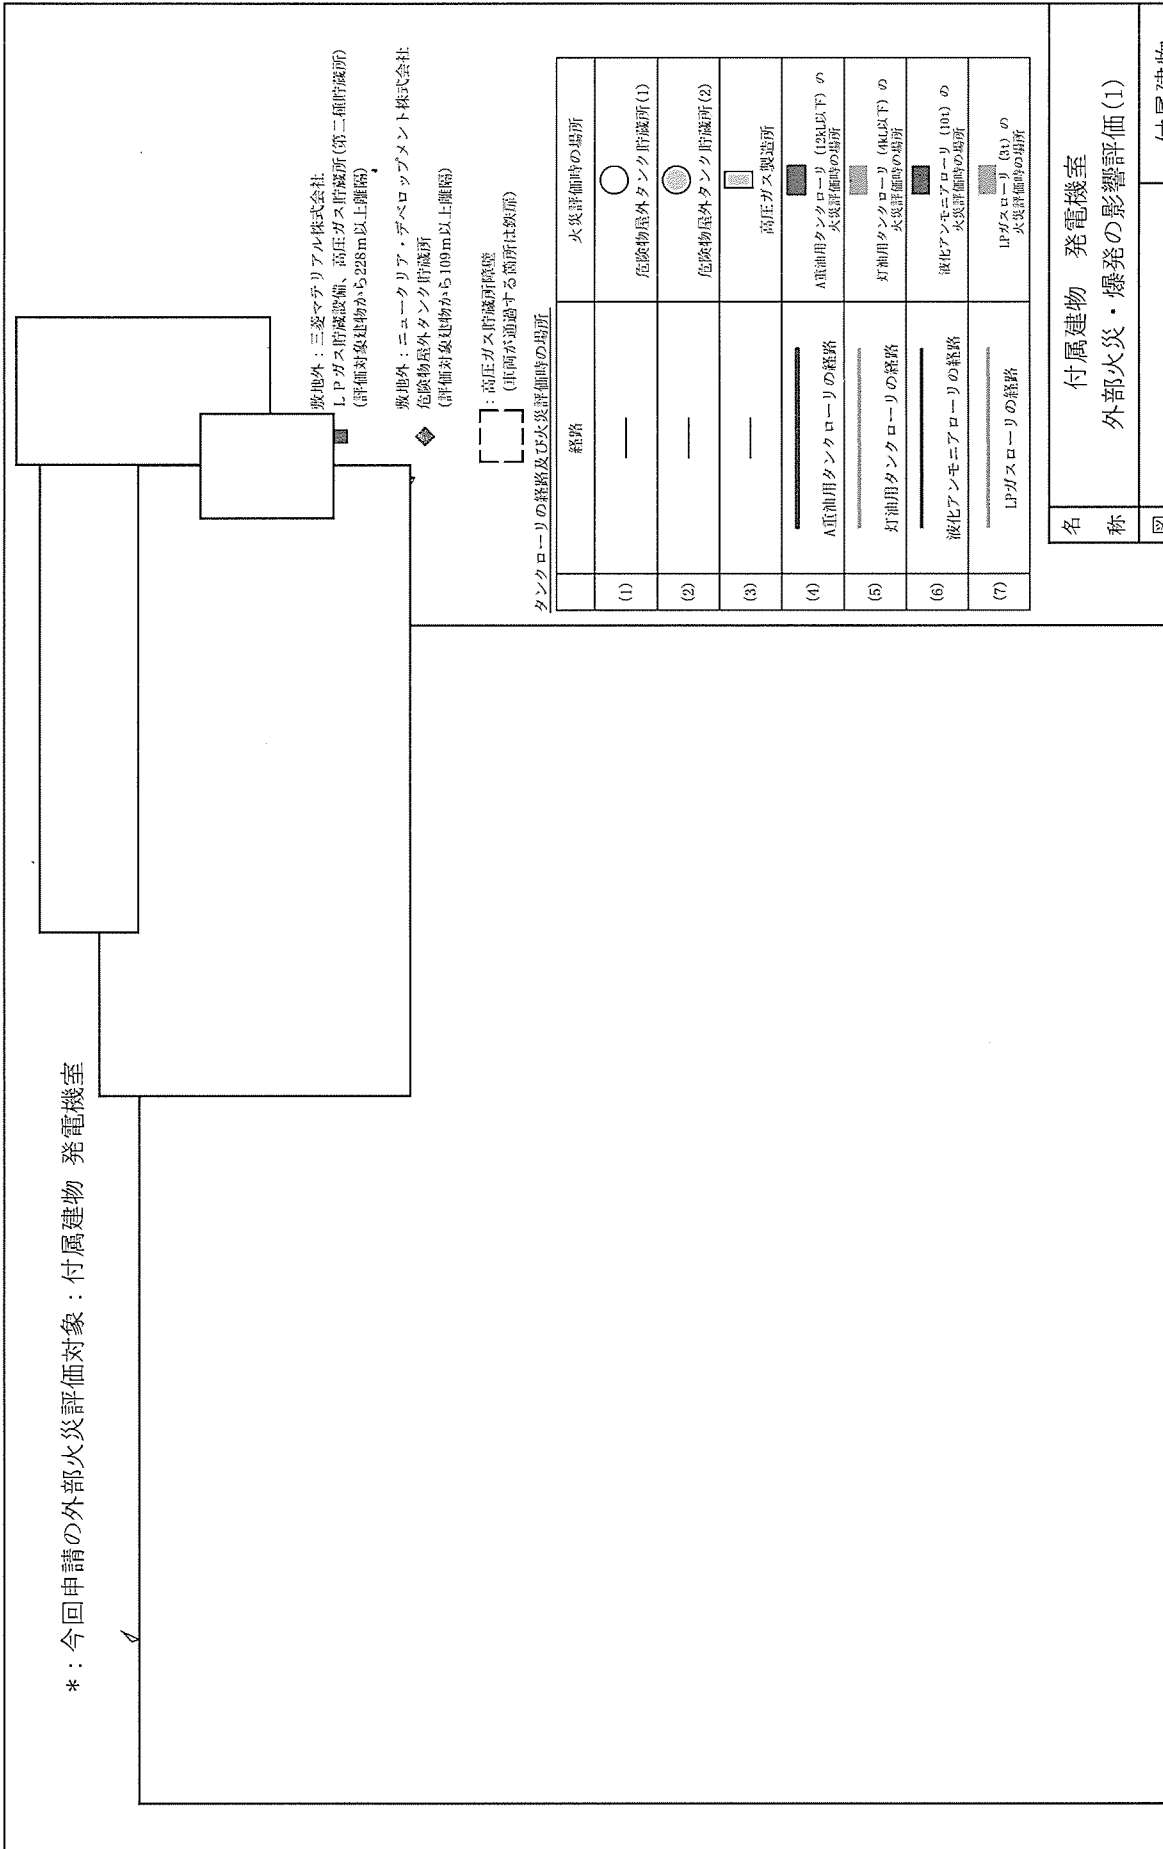 *：今回申請の外部火災評価対象：付属建物 発電機室
敷地外：三菱マテリアル株式会社
ＬＰガス貯蔵設備、高圧ガス貯蔵所(第二種貯蔵所)
(評価対象建物から228m以上離隔)
敷地外：ニュークリア・デベロップメント株式会社
危険物屋外タンク貯蔵所
(評価対象建物から109m以上離隔)
：高圧ガス貯蔵所障壁
(車両が通過する箇所は鉄扉)
タンクローリの経路及び火災評価時の場所
経路 火災評価時の場所
(1) ― 危険物屋外タンク貯蔵所(1)
(2) ― 危険物屋外タンク貯蔵所(2)
(3) ― 高圧ガス製造所
(4) A重油用タンクローリの経路 A重油用タンクローリ (12kL以下) の
火災評価時の場所
(5) 灯油用タンクローリの経路 灯油用タンクローリ (4kL以下) の
火災評価時の場所
(6) 液化アンモニアローリの経路 液化アンモニアローリ (10t) の
火災評価時の場所
(7) LPガスローリの経路 LPガスローリ (3t) の
火災評価時の場所
名称 付属建物 発電機室
外部火災・爆発の影響評価(1)
図